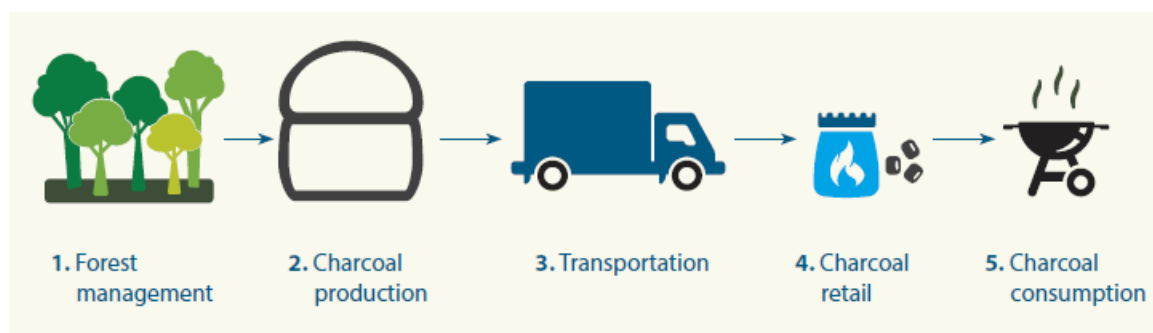 1. Forest
management
2. Charcoal
production
3. Transportation
4. Charcoal
retail
5. Charcoal
consumption